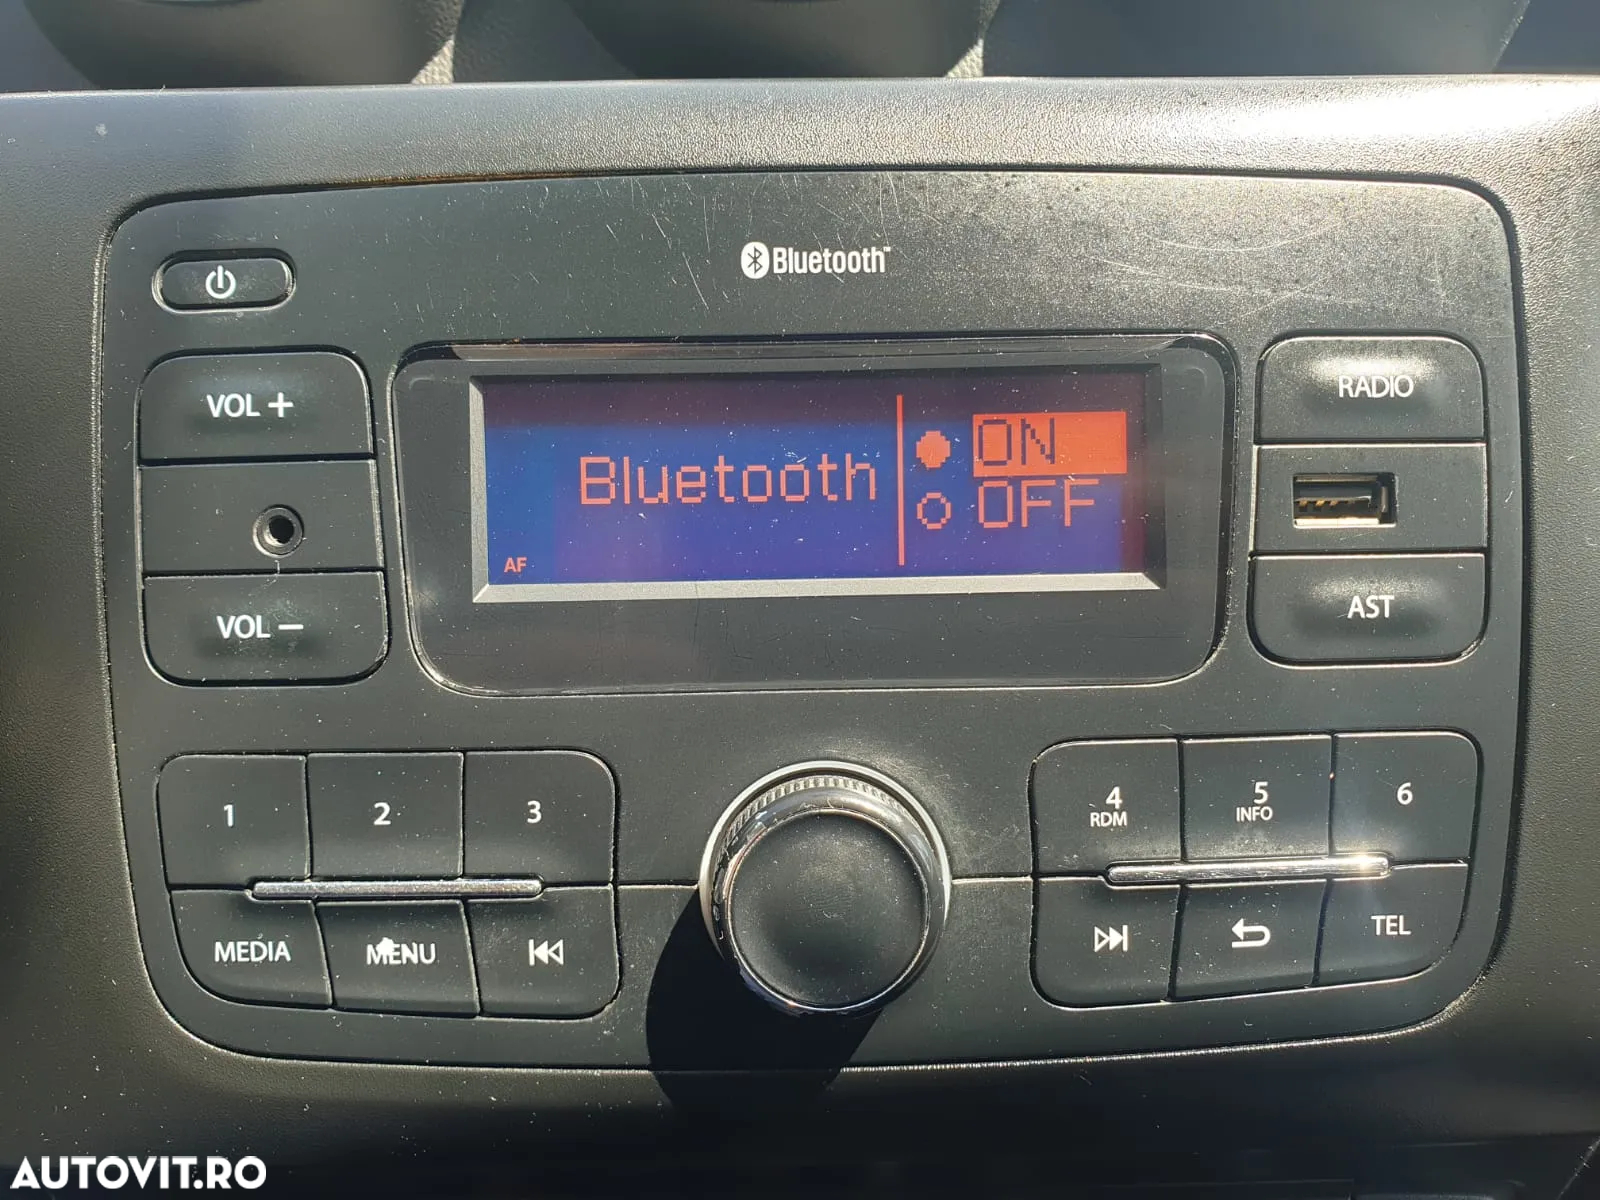 Bluetooth™
VOL +
RADIO
Bluetooth
ON
OFF
AF
VOL −
AST
1
2
3
4
RDM
5
INFO
6
MEDIA
MENU
TEL
AUTOVIT.RO